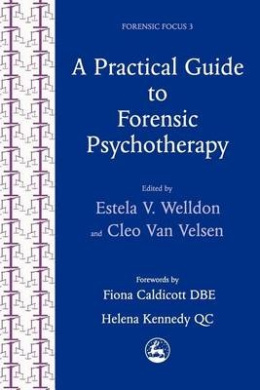 FORENSIC FOCUS 3
A Practical Guide
to
Forensic
Psychotherapy
Edited by
Estela V. Welldon
and Cleo Van Velsen
Forewords by
Fiona Caldicott DBE
Helena Kennedy QC